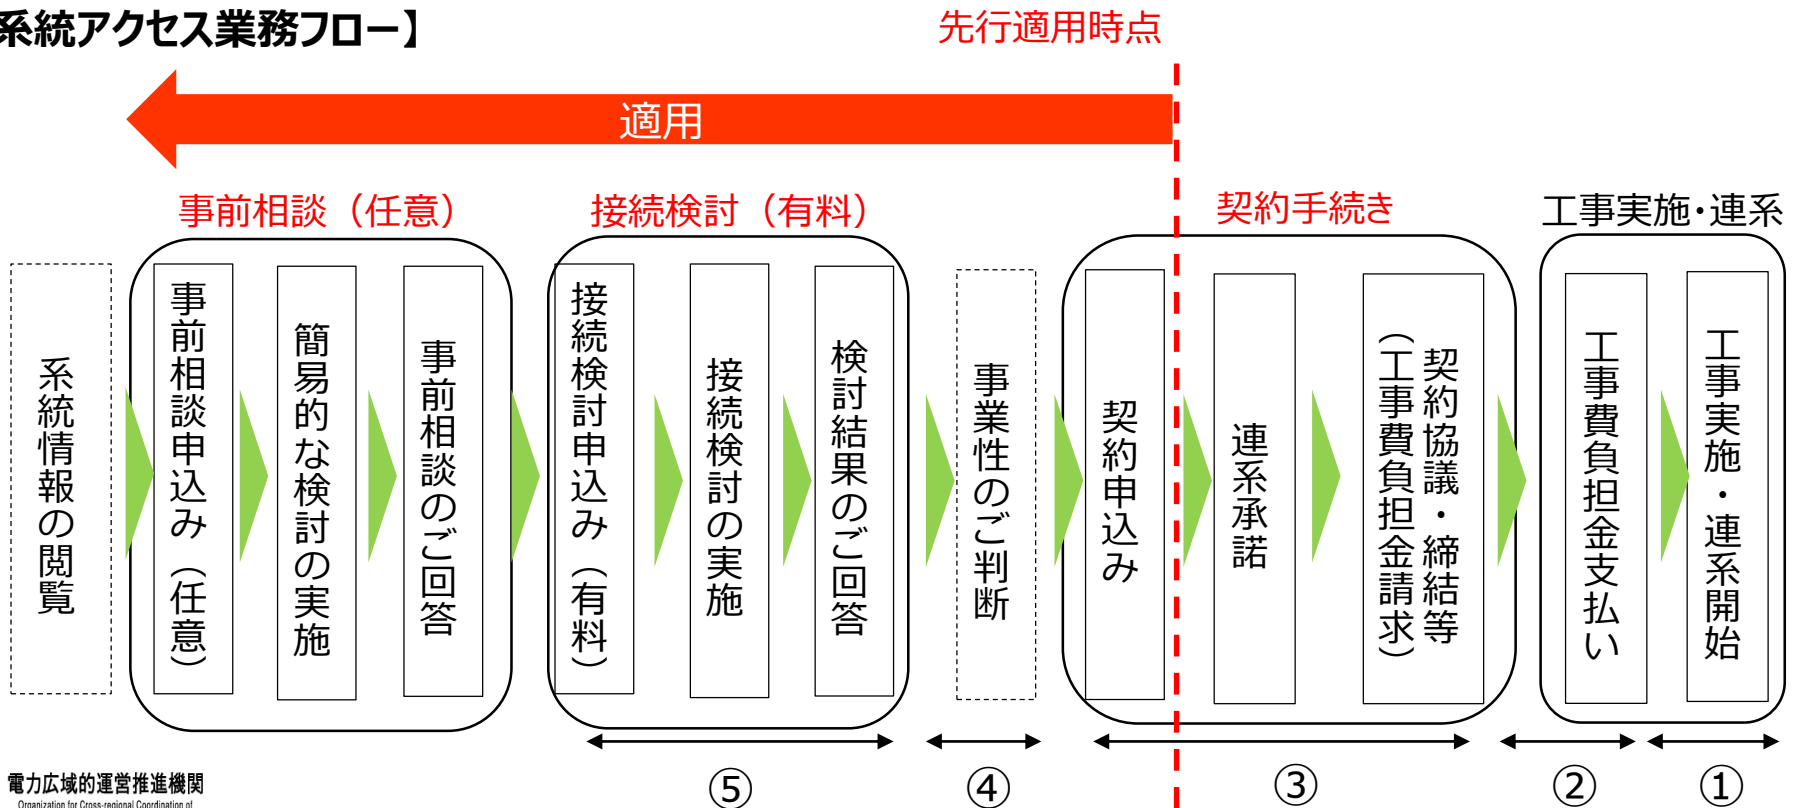 系統アクセス業務フロー】
先行適用時点
適用
事前相談（任意）
接続検討（有料）
契約手続き
工事実施・連系
系統情報の閲覧
事前相談申込み（任意）
簡易的な検討の実施
事前相談のご回答
接続検討申込み（有料）
接続検討の実施
検討結果のご回答
事業性のご判断
契約申込み
連系承諾
契約協議・締結等
（工事費負担金請求）
工事費負担金支払い
工事実施・連系開始
⑤
④
③
②
①
電力広域的運営推進機関
Organization for Cross-regional Coordination of